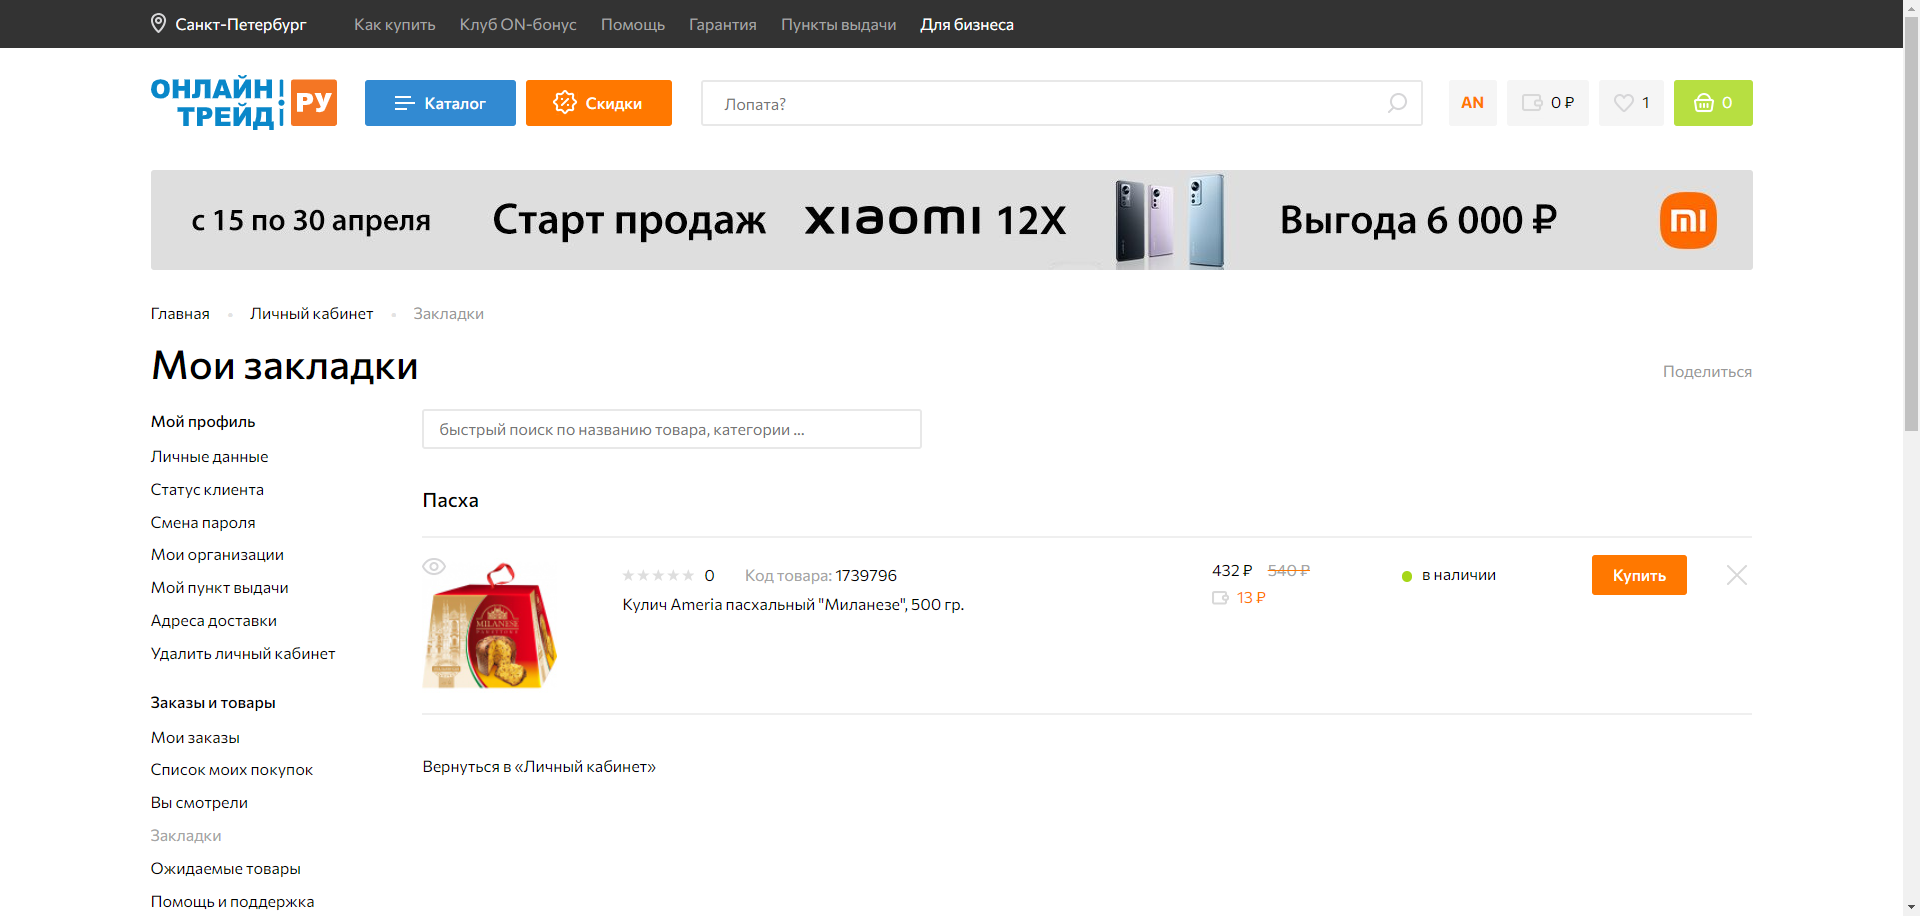 Санкт-Петербург Как купить Клуб ON-бонус Помощь Гарантия Пункты выдачи Для бизнеса
ОНЛАЙН ТРЕЙД РУ
Каталог Скидки Лопата? AN 0 ₽ 1 0
с 15 по 30 апреля Старт продаж xiaomi 12X Выгода 6 000 ₽ mi
Главная Личный кабинет Закладки
Мои закладки
Поделиться
Мой профиль
Личные данные
Статус клиента
Смена пароля
Мои организации
Мой пункт выдачи
Адреса доставки
Удалить личный кабинет
Заказы и товары
Мои заказы
Список моих покупок
Вы смотрели
Закладки
Ожидаемые товары
Помощь и поддержка
быстрый поиск по названию товара, категории ...
Пасха
MILANESE
0 Код товара: 1739796
Кулич Ameria пасхальный "Миланезе", 500 гр.
432 ₽ 540 ₽
13 ₽
в наличии
Купить
Вернуться в «Личный кабинет»